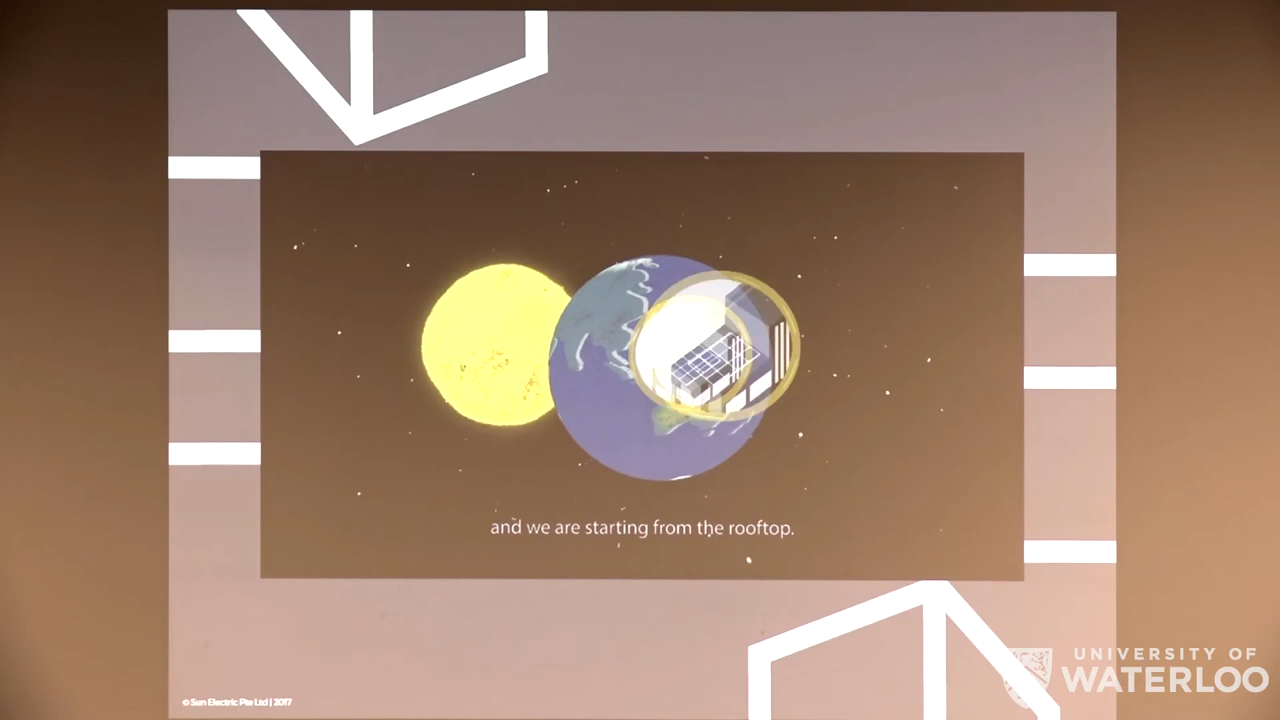 and we are starting from the rooftop.
© Sun Electric Pte Ltd | 2017
UNIVERSITY OF
WATERLOO